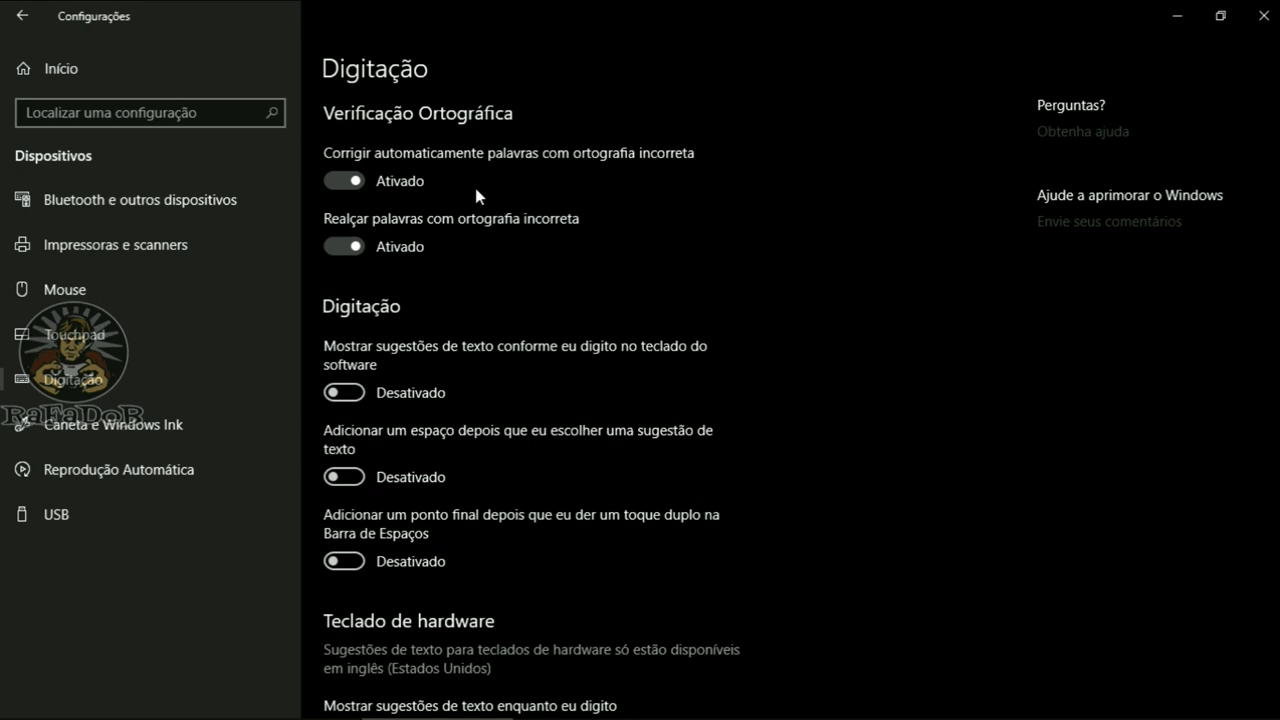 Configurações
Início
Localizar uma configuração
Dispositivos
Bluetooth e outros dispositivos
Impressoras e scanners
Mouse
Touchpad
Digitação
RaFaDoR
Caneta e Windows Ink
Reprodução Automática
USB
Digitação
Verificação Ortográfica
Corrigir automaticamente palavras com ortografia incorreta
Ativado
Realçar palavras com ortografia incorreta
Ativado
Digitação
Mostrar sugestões de texto conforme eu digito no teclado do
software
Desativado
Adicionar um espaço depois que eu escolher uma sugestão de
texto
Desativado
Adicionar um ponto final depois que eu der um toque duplo na
Barra de Espaços
Desativado
Teclado de hardware
Sugestões de texto para teclados de hardware só estão disponíveis
em inglês (Estados Unidos)
Mostrar sugestões de texto enquanto eu digito
Perguntas?
Obtenha ajuda
Ajude a aprimorar o Windows
Envie seus comentários